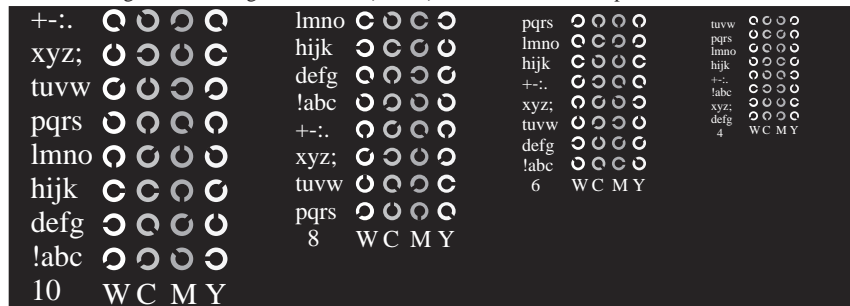 +-:.
xyz;
tuvw
pqrs
lmno
hijk
defg
!abc
10 W C M Y
lmno
hijk
defg
!abc
+-:.
xyz;
tuvw
pqrs
8 W C M Y
pqrs
lmno
hijk
+-:.
xyz;
tuvw
defg
!abc
6 W C M Y
tuvw
pqrs
lmno
hijk
+-:.
!abc
xyz;
defg
4 W C M Y